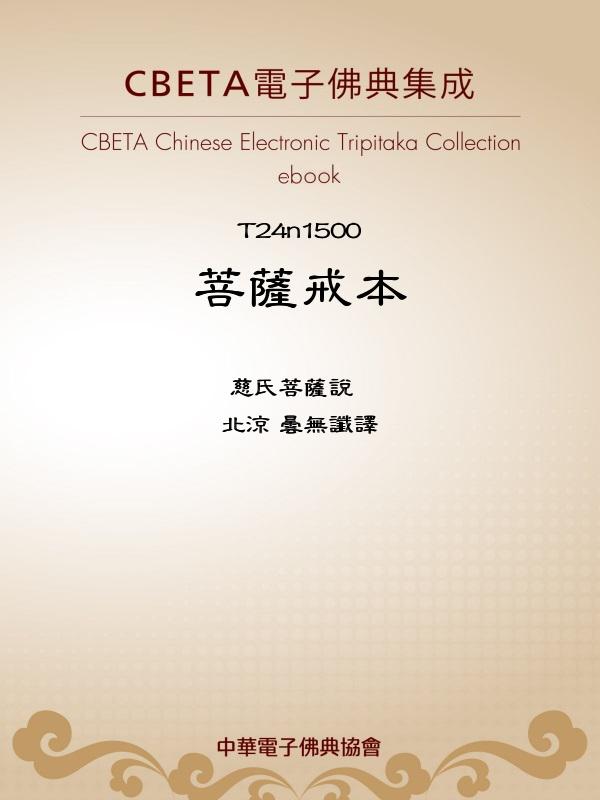 CBETA電子佛典集成
CBETA Chinese Electronic Tripitaka Collection
ebook
T24n1500
菩薩戒本
慈氏菩薩說
北涼 曇無讖譯
中華電子佛典協會